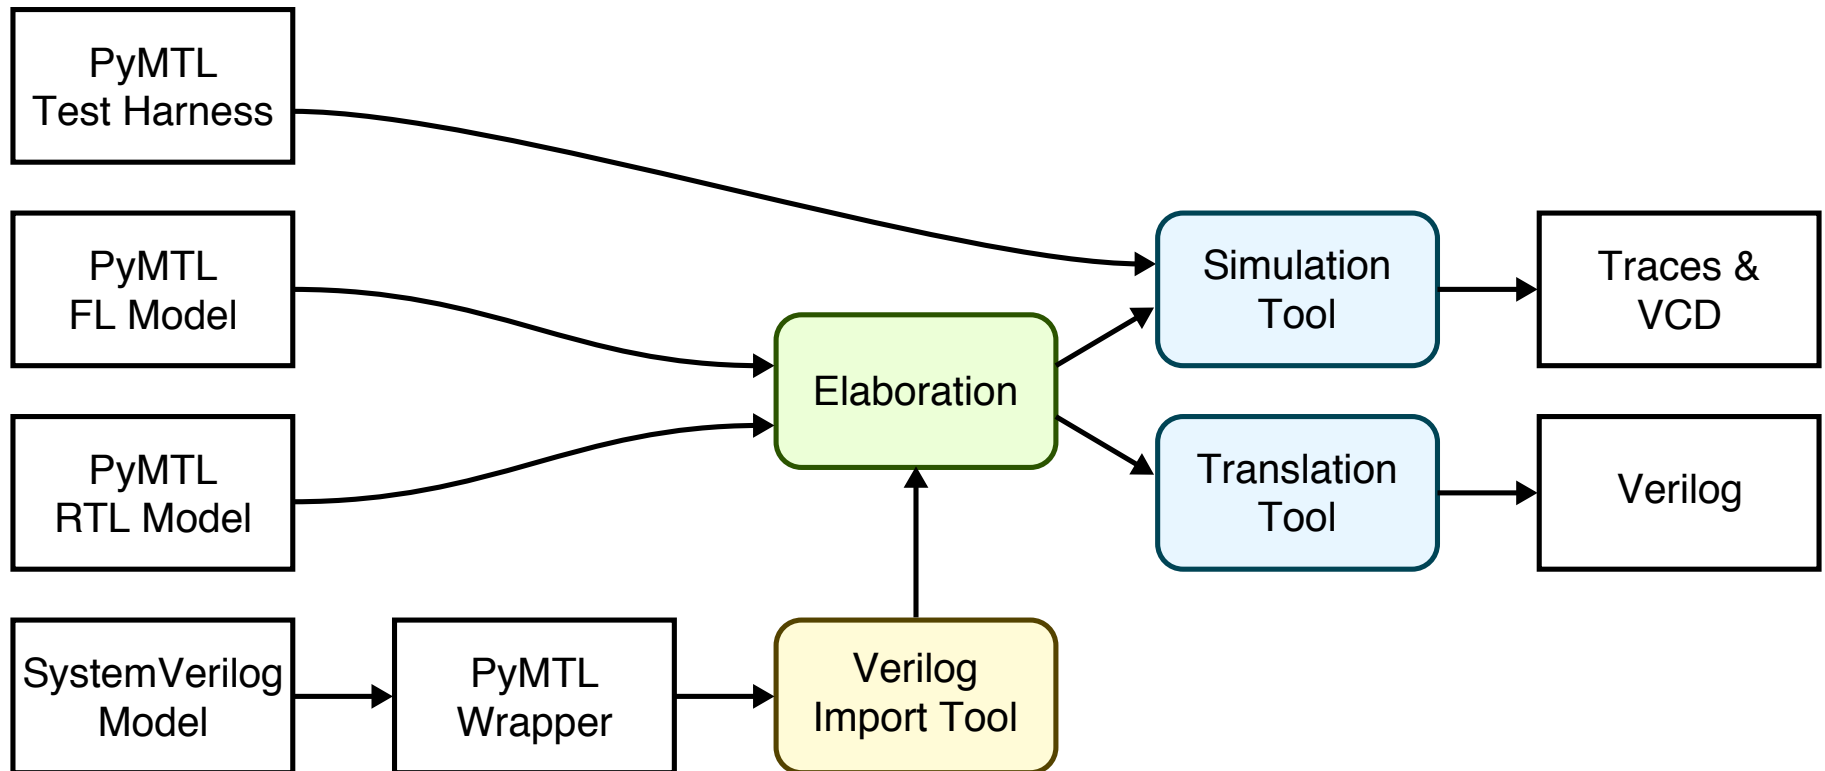 PyMTL
Test Harness
PyMTL
FL Model
Simulation
Tool
Traces &
VCD
Elaboration
PyMTL
RTL Model
Translation
Tool
Verilog
SystemVerilog
Model
PyMTL
Wrapper
Verilog
Import Tool